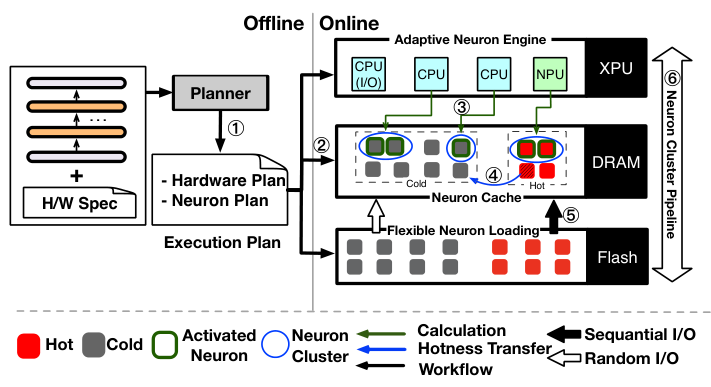 Offline
Online
Adaptive Neuron Engine
CPU
(I/O)
CPU
CPU
NPU
XPU
Planner
①
...
+
H/W Spec
- Hardware Plan
- Neuron Plan
Execution Plan
②
③
④
Cold
Hot
DRAM
Neuron Cache
⑤
Flexible Neuron Loading
Flash
⑥ Neuron Cluster Pipeline
Hot
Cold
Activated
Neuron
Neuron
Cluster
Calculation
Hotness Transfer
Workflow
Sequantial I/O
Random I/O